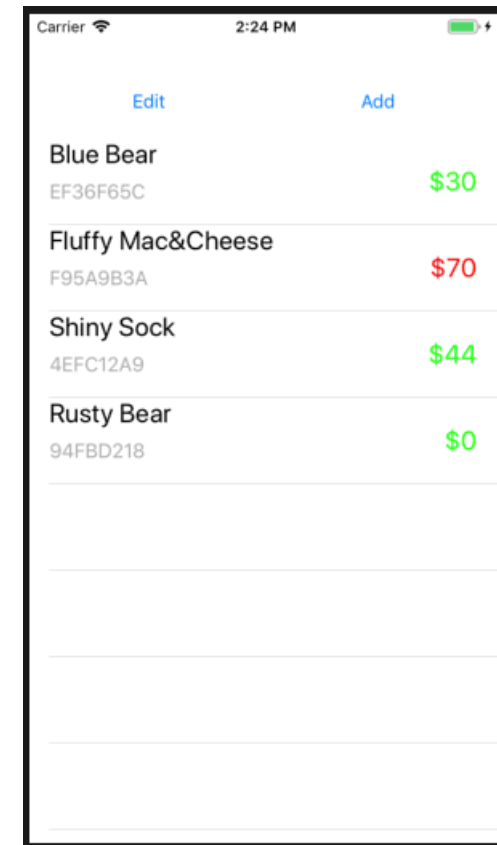 Carrier 2:24 PM
Edit Add
Blue Bear
EF36F65C
$30
Fluffy Mac&Cheese
F95A9B3A
$70
Shiny Sock
4EFC12A9
$44
Rusty Bear
94FBD218
$0